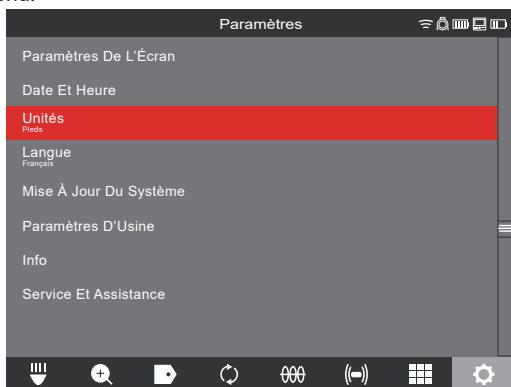 Paramètres
Paramètres De L'Écran
Date Et Heure
Unités
Pieds
Langue
Français
Mise À Jour Du Système
Paramètres D'Usine
Info
Service Et Assistance